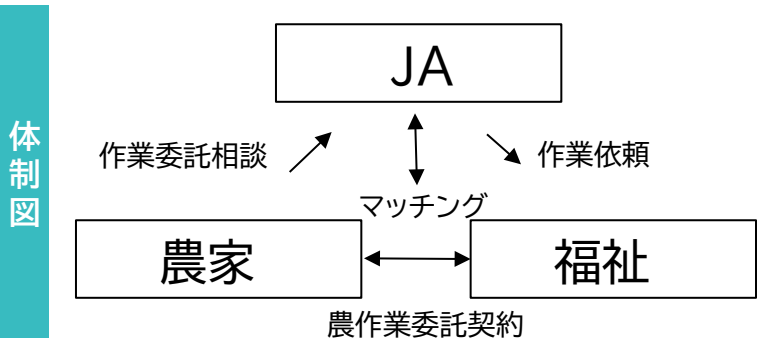 体制図
JA
作業委託相談
作業依頼
マッチング
農家
福祉
農作業委託契約